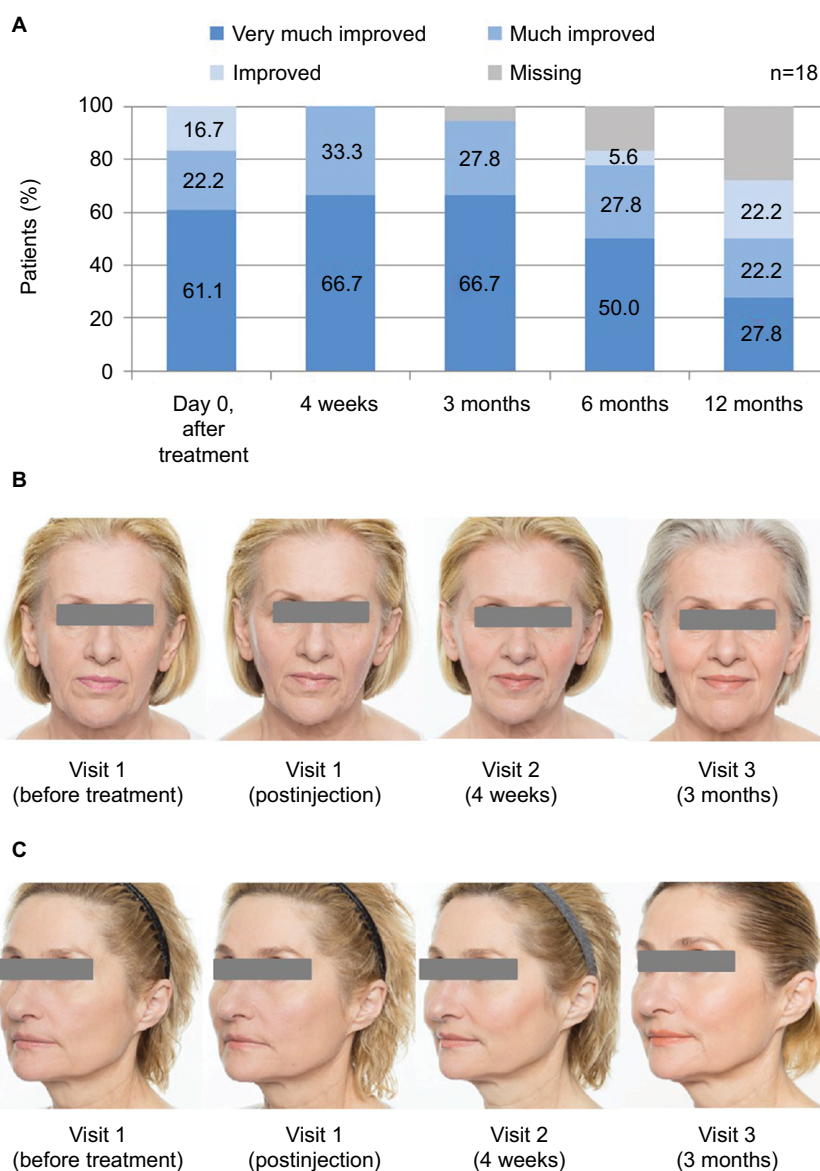 A
Very much improved
Much improved
Improved
Missing
n=18
100
80
60
40
20
0
Patients (%)
16.7
22.2
61.1
33.3
66.7
27.8
66.7
5.6
27.8
50.0
22.2
22.2
27.8
Day 0,
after
treatment
4 weeks
3 months
6 months
12 months
B
Visit 1
(before treatment)
Visit 1
(postinjection)
Visit 2
(4 weeks)
Visit 3
(3 months)
C
Visit 1
(before treatment)
Visit 1
(postinjection)
Visit 2
(4 weeks)
Visit 3
(3 months)